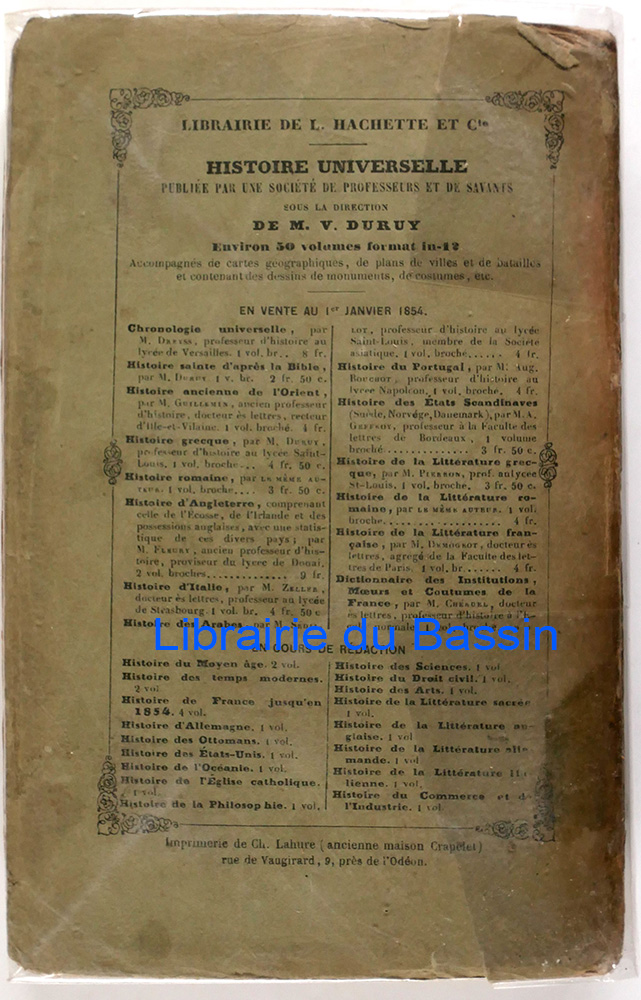 LIBRAIRIE DE L. HACHETTE ET Cie
HISTOIRE UNIVERSELLE
PUBLIÉE PAR UNE SOCIÉTÉ DE PROFESSEURS ET DE SAVANTS
SOUS LA DIRECTION
DE M. V. DURUY
Environ 50 volumes format in-12
Accompagnés de cartes géographiques, de plans de villes et de batailles
et contenant des dessins de monuments, de costumes, etc.
EN VENTE AU 1er JANVIER 1854.
Chronologie universelle, par
M. DREYSS, professeur d'histoire au
lycée de Versailles. 1 vol. br.. 8 fr.
Histoire sainte d'après la Bible,
par M. DURUY 1 v. br. 2 fr. 50 c.
Histoire ancienne de l'Orient,
par M. GUILLEMIN, ancien professeur
d'histoire, docteur ès lettres, recteur
d'Ille-et-Vilaine. 1 vol. broché. 4 fr.
Histoire grecque, par M. DURUY,
professeur d'histoire au lycée Saint-
Louis. 1 vol. broché... 4 fr. 50 c.
Histoire romaine, par LE MÊME AU-
TEUR. 1 vol. broché.... 3 fr. 50 c.
Histoire d'Angleterre, comprenant
celle de l'Écosse, de l'Irlande et des
possessions anglaises, avec une statis-
tique de ces divers pays; par
M. FLEURY, ancien professeur d'his-
toire, proviseur du lycée de Douai.
2 vol. brochés............. 9 fr.
Histoire d'Italie, par M. ZELLER,
docteur ès lettres, professeur au lycée
de Strasbourg. 1 vol. br. 4 fr. 50 c
Histoire des Arabes, par M. SÉDIL-
LOT, professeur d'histoire au lycée
Saint-Louis, membre de la Société
asiatique. 1 vol. broché...... 4 fr.
Histoire du Portugal, par M. Aug.
BOUCHOT, professeur d'histoire au
lycée Napoléon. 1 vol. broché. 4 fr.
Histoire des États Scandinaves
(Suède, Norvége, Danemark), par M. A.
GEFFROY, professeur à la Faculte des
lettres de Bordeaux, 1 volume
broché.............. 3 fr. 50 c.
Histoire de la Littérature grec-
que, par M. PIERRON, prof. au lycée
St-Louis. 1 vol. broché. 3 fr. 50 c.
Histoire de la Littérature ro-
maine, par LE MÊME AUTEUR. 1 vol.
broché.................... 4 fr.
Histoire de la Littérature fran-
çaise, par M. DEMOGEOT, docteur ès
lettres, agrégé de la Faculté des let-
tres de Paris. 1 vol. br...... 4 fr.
Dictionnaire des Institutions,
Mœurs et Coutumes de la
France, par M. CHÉRUEL, docteur
ès lettres, professeur d'histoire à l'É-
normale
Librairie du Bassin
EN COURS DE RÉDACTION
Histoire du Moyen âge. 2 vol.
Histoire des temps modernes.
2 vol
Histoire de France jusqu'en
1854. 4 vol.
Histoire d'Allemagne. 1 vol.
Histoire des Ottomans. 1 vol.
Histoire des États-Unis. 1 vol.
Histoire de l'Océanie. 1 vol.
Histoire de l'Église catholique.
1 vol.
Histoire de la Philosophie. 1 vol.
Histoire des Sciences. 1 vol
Histoire du Droit civil. 1 vol.
Histoire des Arts. 1 vol.
Histoire de la Littérature sacrée
1 vol.
Histoire de la Littérature an-
glaise. 1 vol
Histoire de la Littérature alle-
mande. 1 vol.
Histoire de la Littérature ita-
lienne. 1 vol.
Histoire du Commerce et de
l'Industrie. 1 vol
Imprimerie de Ch. Lahure (ancienne maison Crapelet)
rue de Vaugirard, 9, près de l'Odéon.